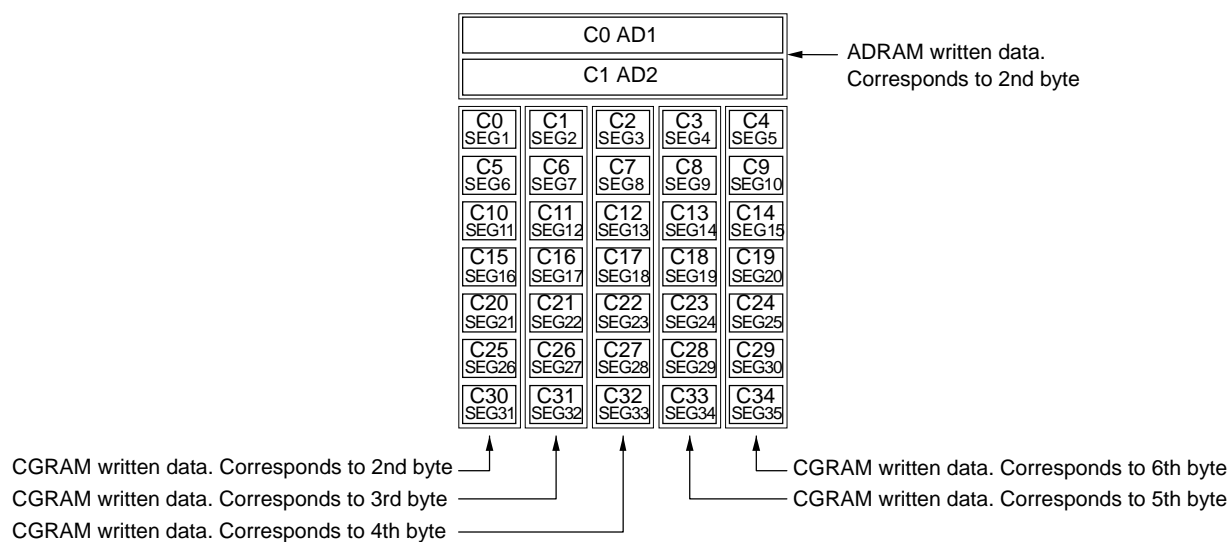 C0 AD1
ADRAM written data.
C1 AD2
Corresponds to 2nd byte
C0 C1 C2 C3 C4
SEG1 SEG2 SEG3 SEG4 SEG5
C5 C6 C7 C8 C9
SEG6 SEG7 SEG8 SEG9 SEG10
C10 C11 C12 C13 C14
SEG11 SEG12 SEG13 SEG14 SEG15
C15 C16 C17 C18 C19
SEG16 SEG17 SEG18 SEG19 SEG20
C20 C21 C22 C23 C24
SEG21 SEG22 SEG23 SEG24 SEG25
C25 C26 C27 C28 C29
SEG26 SEG27 SEG28 SEG29 SEG30
C30 C31 C32 C33 C34
SEG31 SEG32 SEG33 SEG34 SEG35
CGRAM written data. Corresponds to 2nd byte
CGRAM written data. Corresponds to 6th byte
CGRAM written data. Corresponds to 3rd byte
CGRAM written data. Corresponds to 5th byte
CGRAM written data. Corresponds to 4th byte